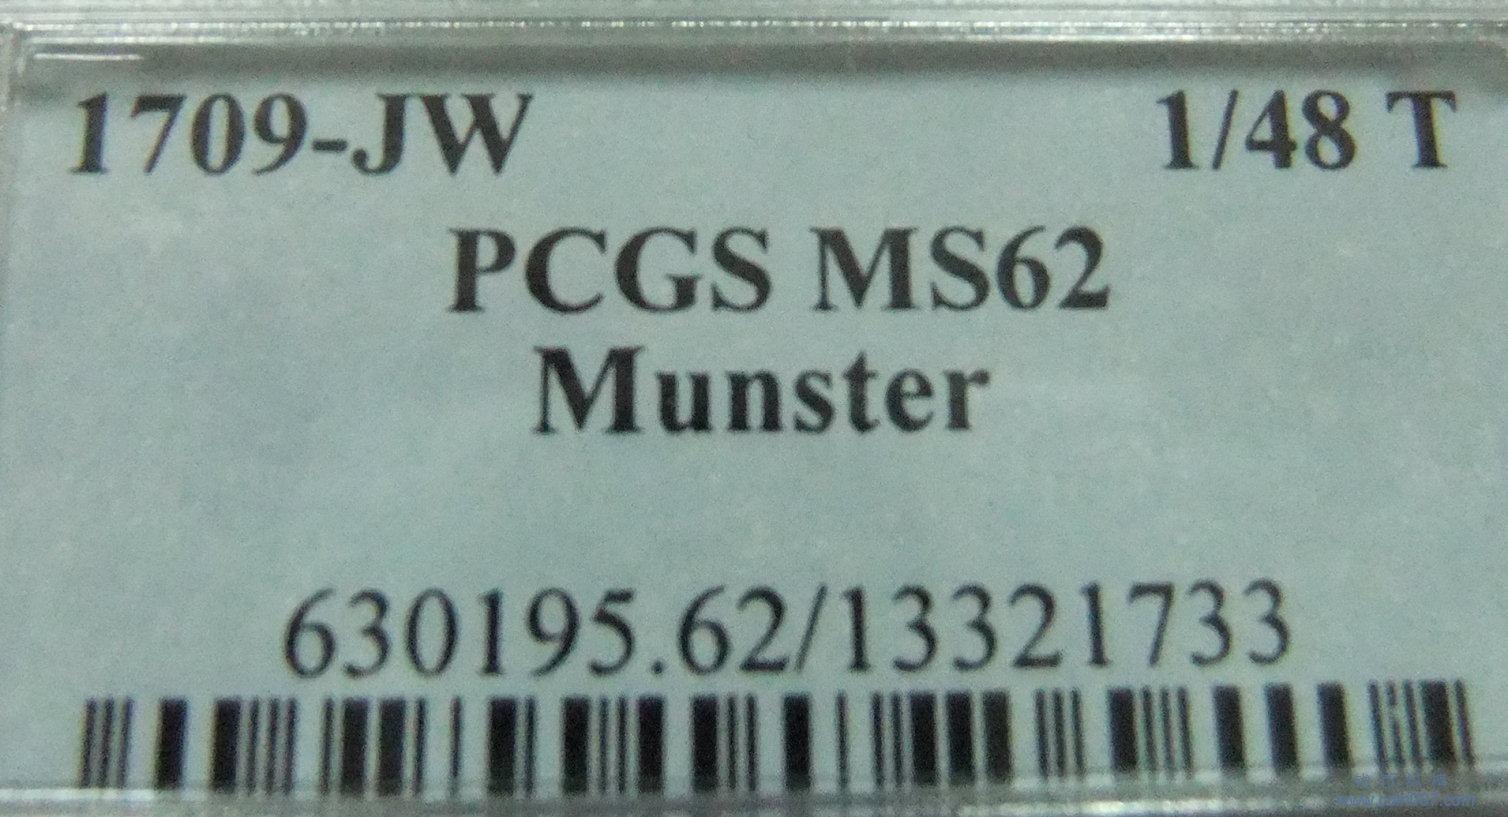 1709-JW 1/48 T
PCGS MS62
Munster
630195.62/13321733